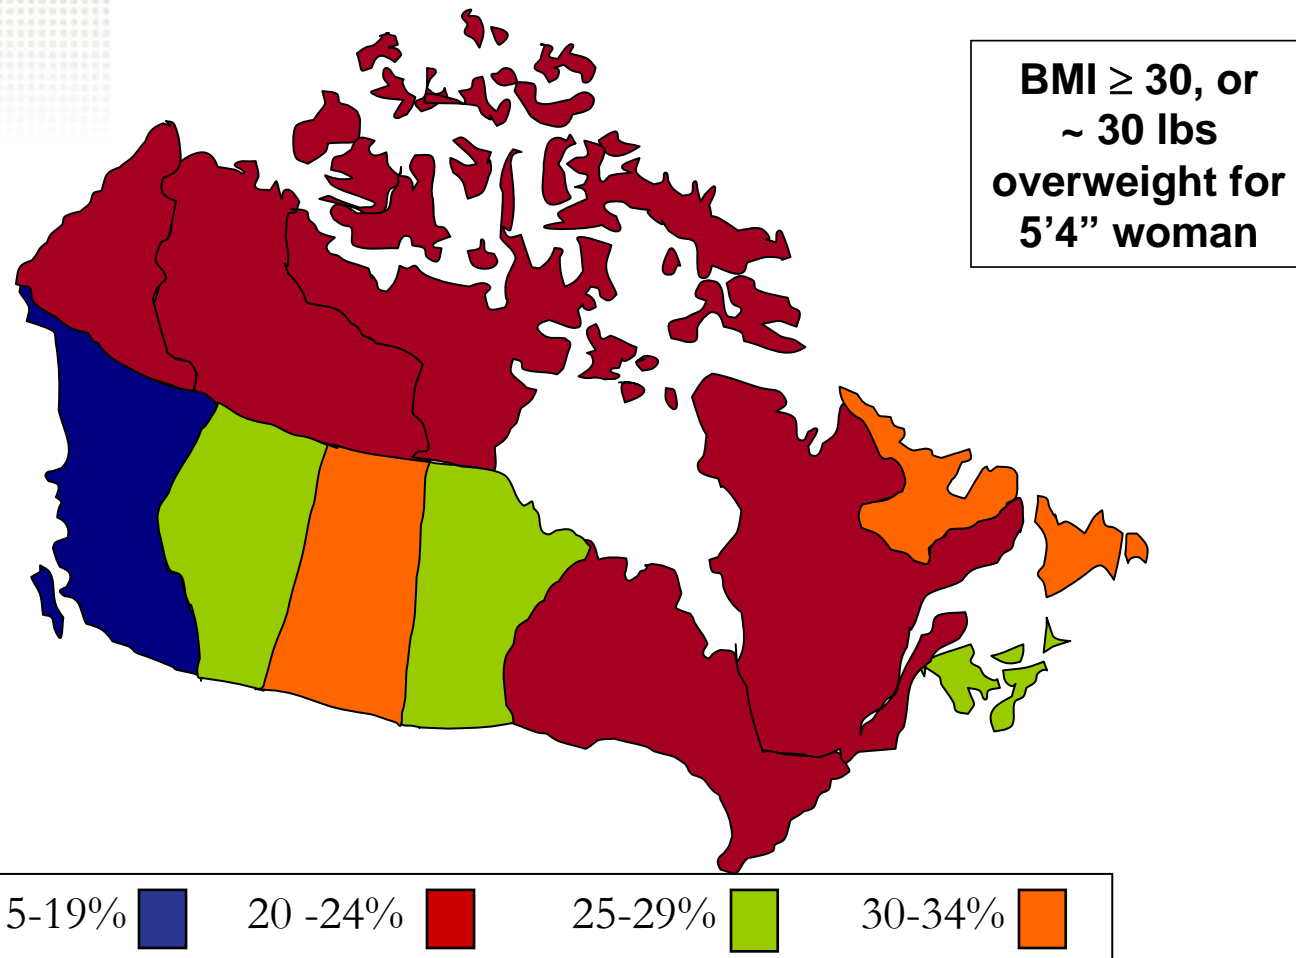 BMI ≥ 30, or
~ 30 lbs
overweight for
5’4” woman
5-19%
20 -24%
25-29%
30-34%